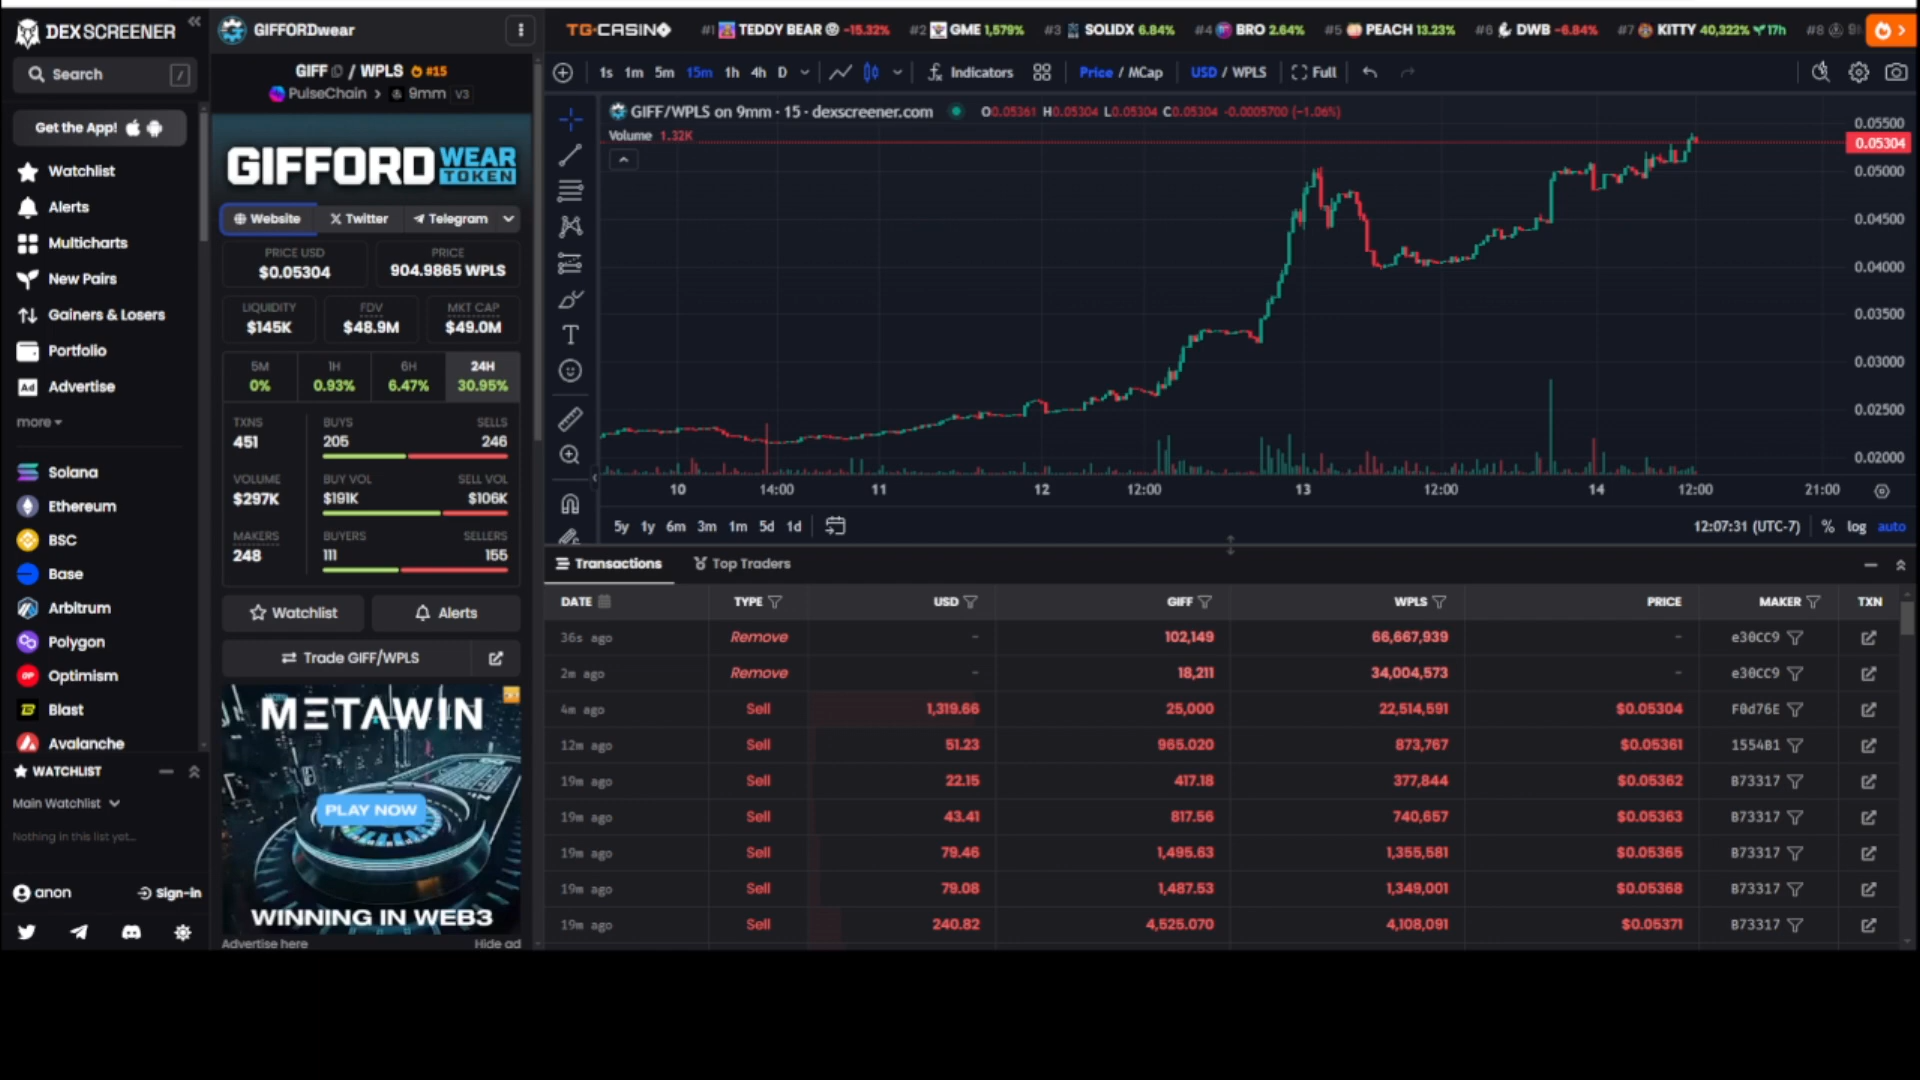 DEX SCREENER
Search /
Get the App!
Watchlist
Alerts
Multicharts
New Pairs
Gainers & Losers
Portfolio
Ad Advertise
more
Solana
Ethereum
BSC
Base
Arbitrum
Polygon
OP Optimism
Blast
Avalanche
WATCHLIST
Main Watchlist
Nothing in this list yet...
anon Sign-in
GIFFORDwear
GIFF / WPLS #15
PulseChain > 9mm V3
GIFFORD WEAR TOKEN
Website Twitter Telegram
PRICE USD PRICE
$0.05304 904.9865 WPLS
LIQUIDITY FDV MKT CAP
$145K $48.9M $49.0M
5M 1H 6H 24H
0% 0.93% 6.47% 30.95%
TXNS BUYS SELLS
451 205 246
VOLUME BUY VOL SELL VOL
$297K $191K $106K
MAKERS BUYERS SELLERS
248 111 155
Watchlist Alerts
Trade GIFF/WPLS
METAWIN
PLAY NOW
WINNING IN WEB3
Advertise here Hide ad
TG.CASINO #1 TEDDY BEAR -15.32% #2 GME 1,579% #3 SOLIDX 6.84% #4 BRO 2.64% #5 PEACH 13.23% #6 DWB -6.84% #7 KITTY 40,322% 17h #8
1s 1m 5m 15m 1h 4h D Indicators Price / MCap USD / WPLS Full
GIFF/WPLS on 9mm · 15 · dexscreener.com O0.05361 H0.05304 L0.05304 C0.05304 -0.0005700 (-1.06%)
Volume 1.32K
0.05500
0.05304
0.05000
0.04500
0.04000
0.03500
0.03000
0.02500
0.02000
10 14:00 11 12 12:00 13 12:00 14 12:00 21:00
5y 1y 6m 3m 1m 5d 1d 12:07:31 (UTC-7) % log auto
Transactions Top Traders
DATE TYPE USD GIFF WPLS PRICE MAKER TXN
36s ago Remove - 102,149 66,667,939 - e30CC9
2m ago Remove - 18,211 34,004,573 - e30CC9
4m ago Sell 1,319.66 25,000 22,514,591 $0.05304 F0d76E
12m ago Sell 51.23 965.020 873,767 $0.05361 1554B1
19m ago Sell 22.15 417.18 377,844 $0.05362 B73317
19m ago Sell 43.41 817.56 740,657 $0.05363 B73317
19m ago Sell 79.46 1,495.63 1,355,581 $0.05365 B73317
19m ago Sell 79.08 1,487.53 1,349,001 $0.05368 B73317
19m ago Sell 240.82 4,525.070 4,108,091 $0.05371 B73317